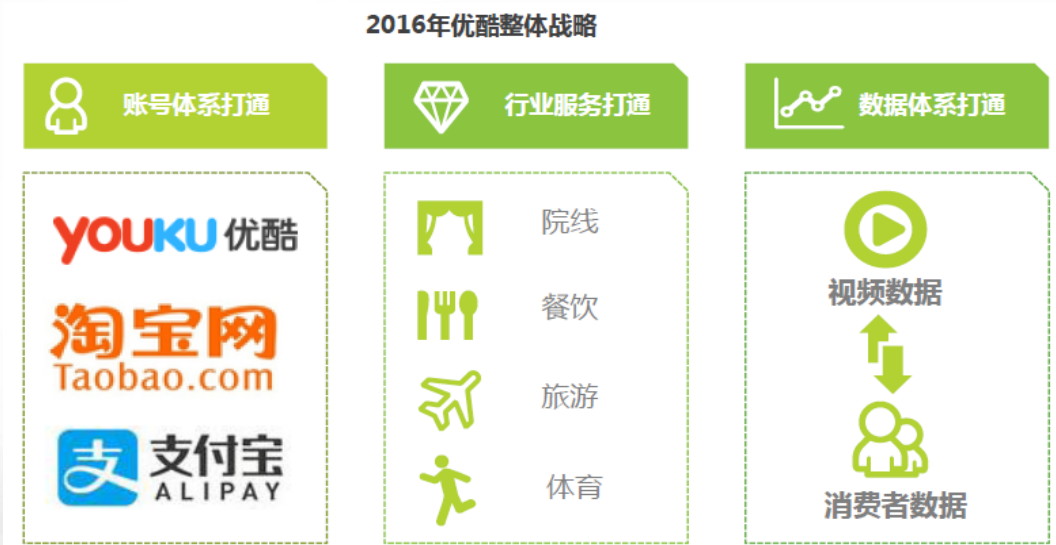 2016年优酷整体战略
账号体系打通
行业服务打通
数据体系打通
YOUKU 优酷
淘宝网
Taobao.com
支 支付宝
ALIPAY
院线
餐饮
旅游
体育
视频数据
消费者数据